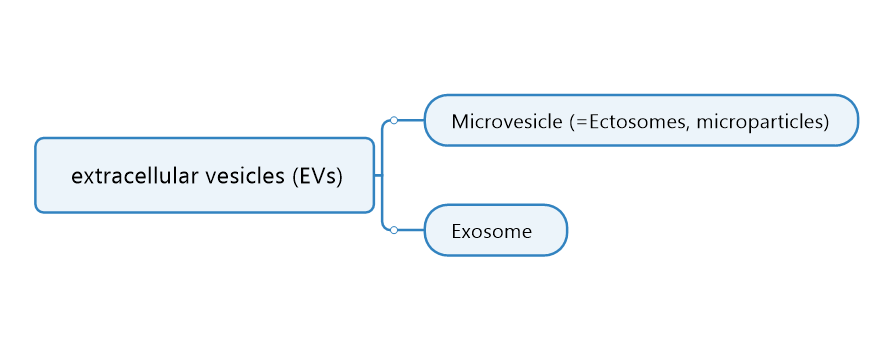 extracellular vesicles (EVs)
Microvesicle (=Ectosomes, microparticles)
Exosome